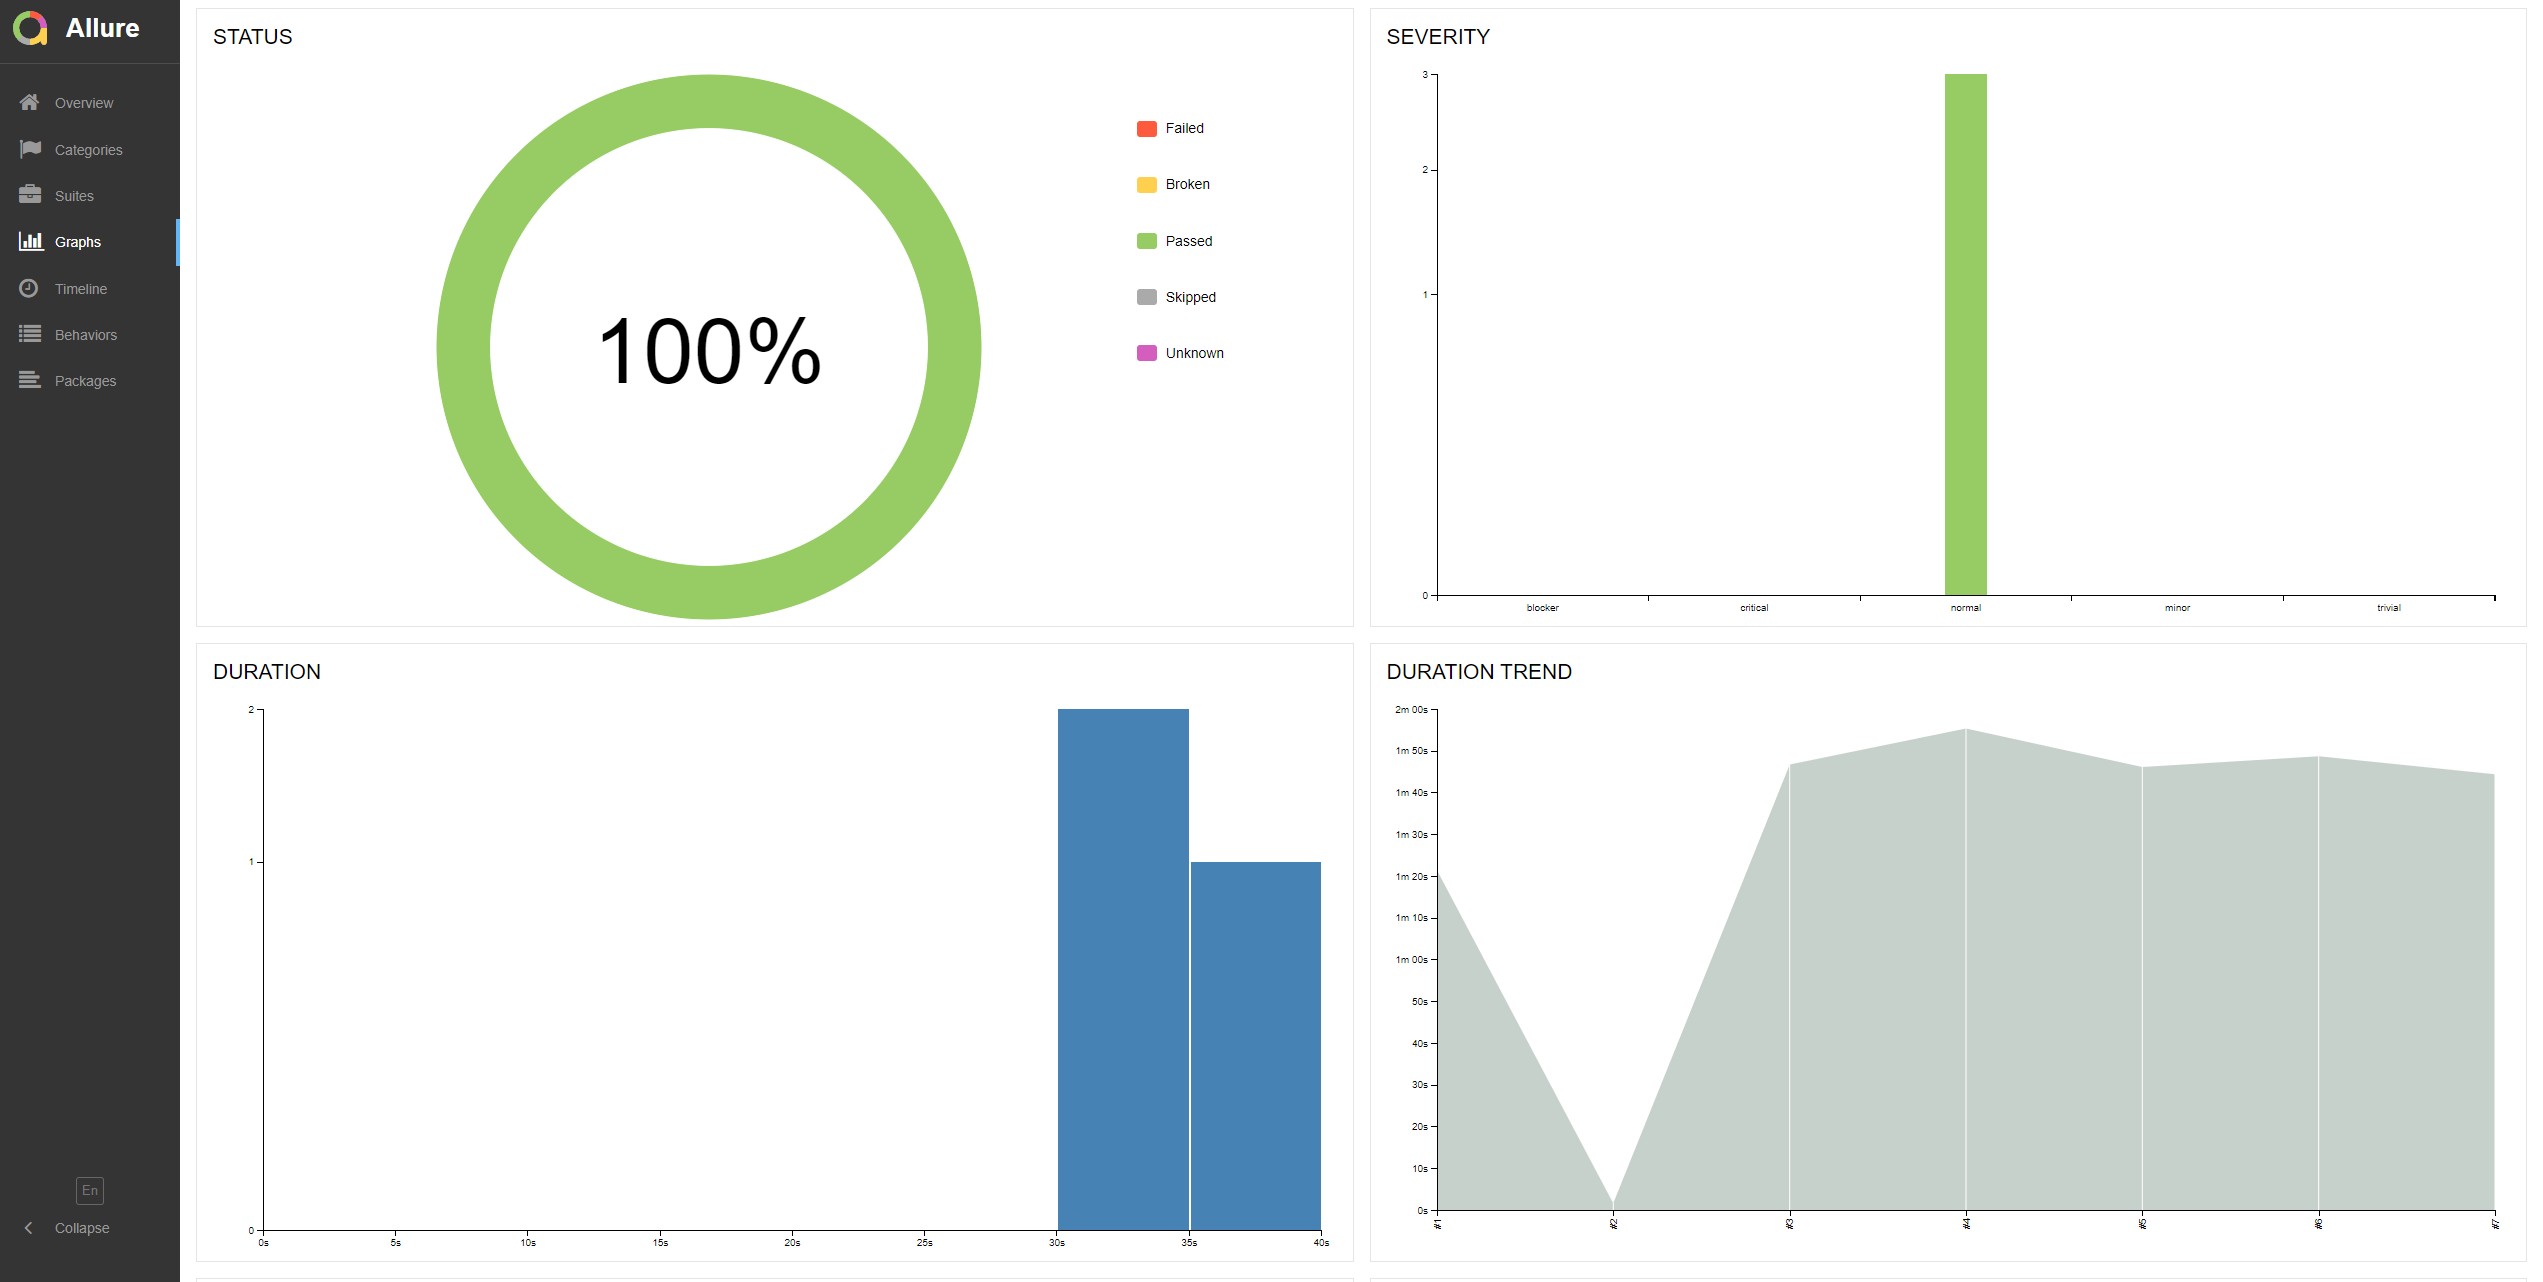 Allure
Overview
Categories
Suites
Graphs
Timeline
Behaviors
Packages
En
Collapse
STATUS
100%
Failed
Broken
Passed
Skipped
Unknown
SEVERITY
3
2
1
0
blocker critical normal minor trivial
DURATION
2
1
0
0s 5s 10s 15s 20s 25s 30s 35s 40s
DURATION TREND
2m 00s
1m 50s
1m 40s
1m 30s
1m 20s
1m 10s
1m 00s
50s
40s
30s
20s
10s
0s
#1 #2 #3 #4 #5 #6 #7